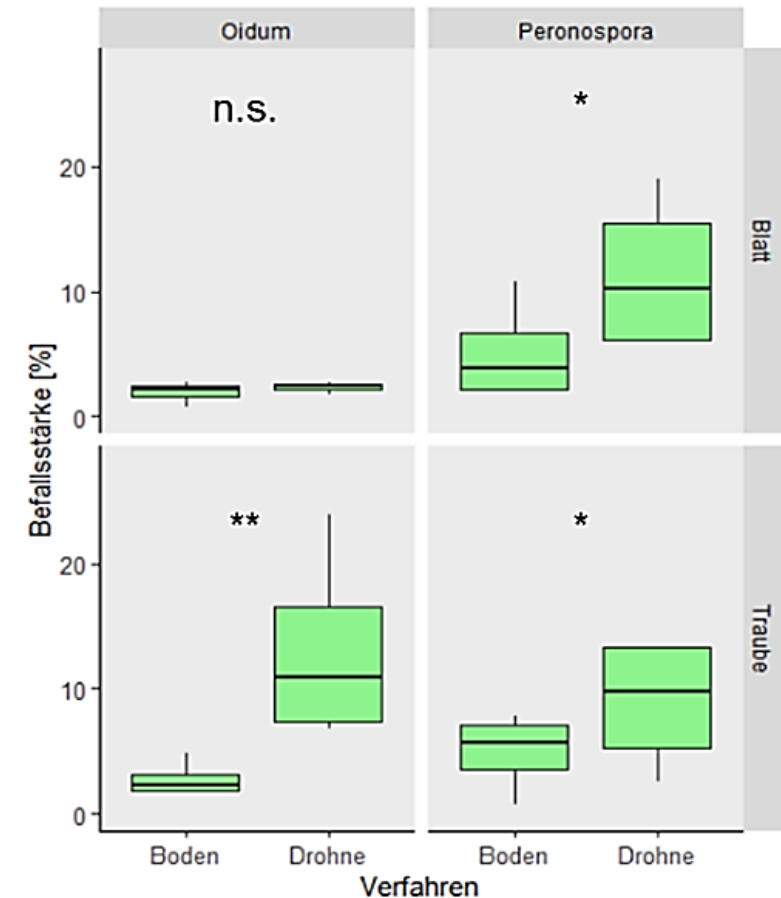 Oidum
Peronospora
n.s.
*
20
10
0
Blatt
**
*
20
10
0
Traube
Befallsstärke [%]
Boden
Drohne
Boden
Drohne
Verfahren